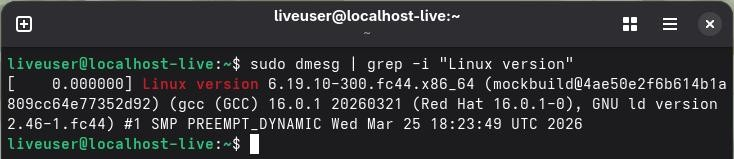 liveuser@localhost-live:~
~
liveuser@localhost-live:~$ sudo dmesg | grep -i "Linux version"
[    0.000000] Linux version 6.19.10-300.fc44.x86_64 (mockbuild@4ae50e2f6b614b1a
809cc64e77352d92) (gcc (GCC) 16.0.1 20260321 (Red Hat 16.0.1-0), GNU ld version
2.46-1.fc44) #1 SMP PREEMPT_DYNAMIC Wed Mar 25 18:23:49 UTC 2026
liveuser@localhost-live:~$